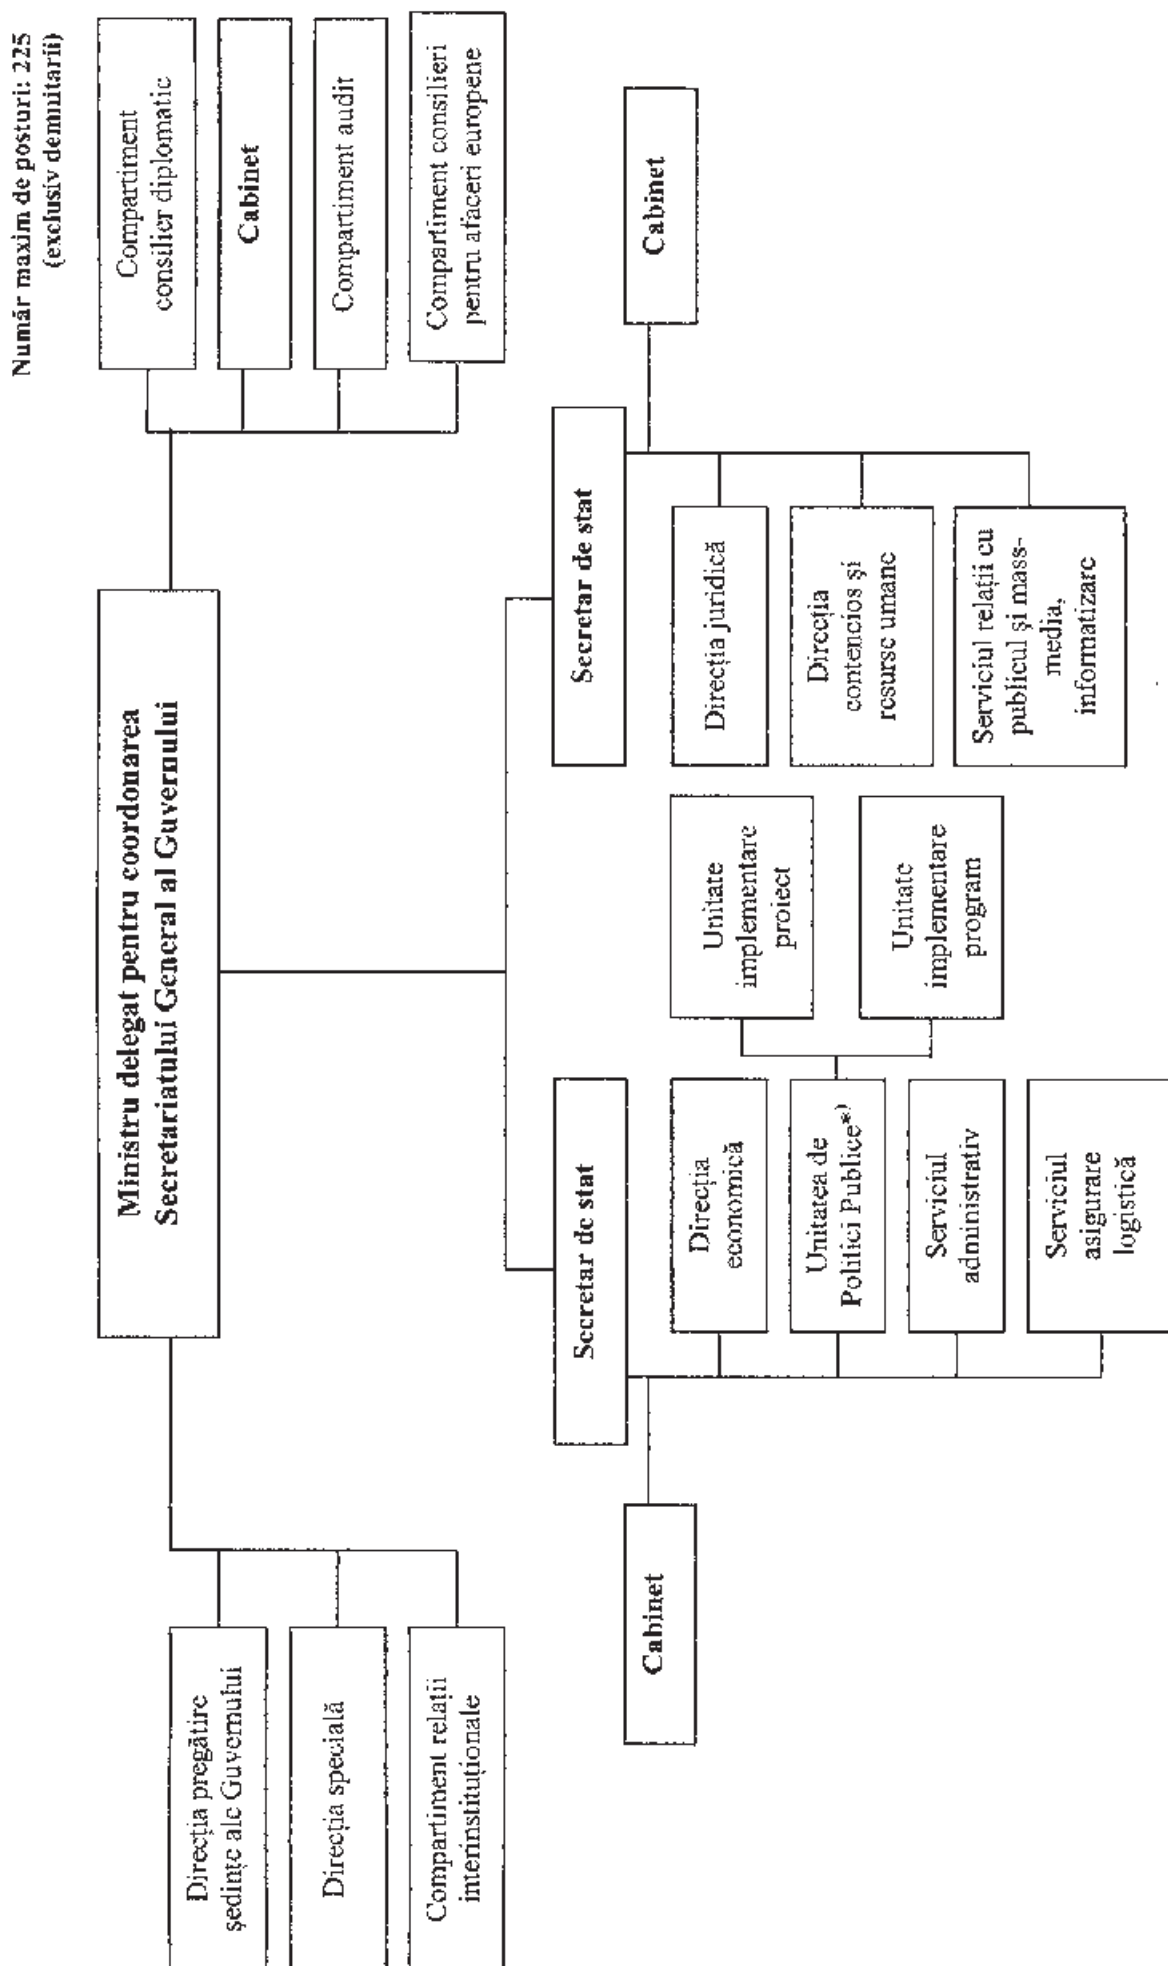 Număr maxim de posturi: 225
(exclusiv demnitarii)
Ministru delegat pentru coordonarea
Secretariatului General al Guvernului
Direcția pregătire
ședințe ale Guvernului
Direcția specială
Compartiment relații
interinstituționale
Compartiment
consilier diplomatic
Cabinet
Compartiment audit
Compartiment consilieri
pentru afaceri europene
Secretar de stat
Cabinet
Direcția
economică
Unitatea de
Politici Publice*)
Serviciul
administrativ
Serviciul
asigurare
logistică
Unitate
implementare
proiect
Unitate
implementare
program
Secretar de stat
Cabinet
Direcția juridică
Direcția
contencios și
resurse umane
Serviciul relații cu
publicul și mass-
media,
informatizare